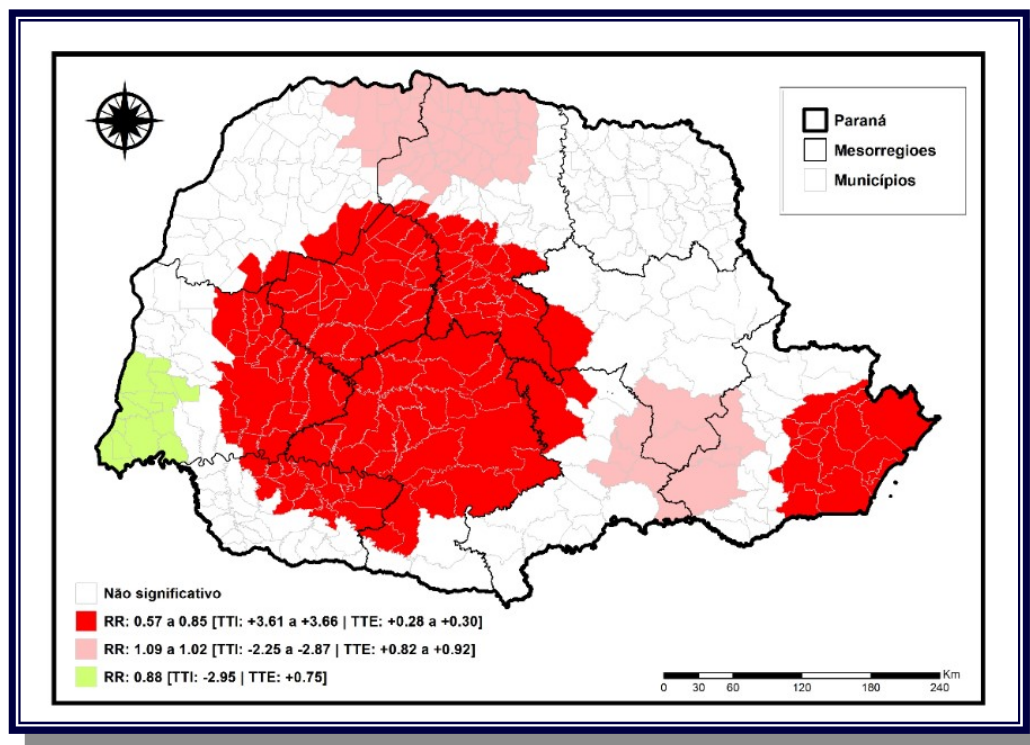 Paraná
Mesorregioes
Municípios
Não significativo
RR: 0.57 a 0.85 [TTI: +3.61 a +3.66 | TTE: +0.28 a +0.30]
RR: 1.09 a 1.02 [TTI: -2.25 a -2.87 | TTE: +0.82 a +0.92]
RR: 0.88 [TTI: -2.95 | TTE: +0.75]
Km
0 30 60 120 180 240